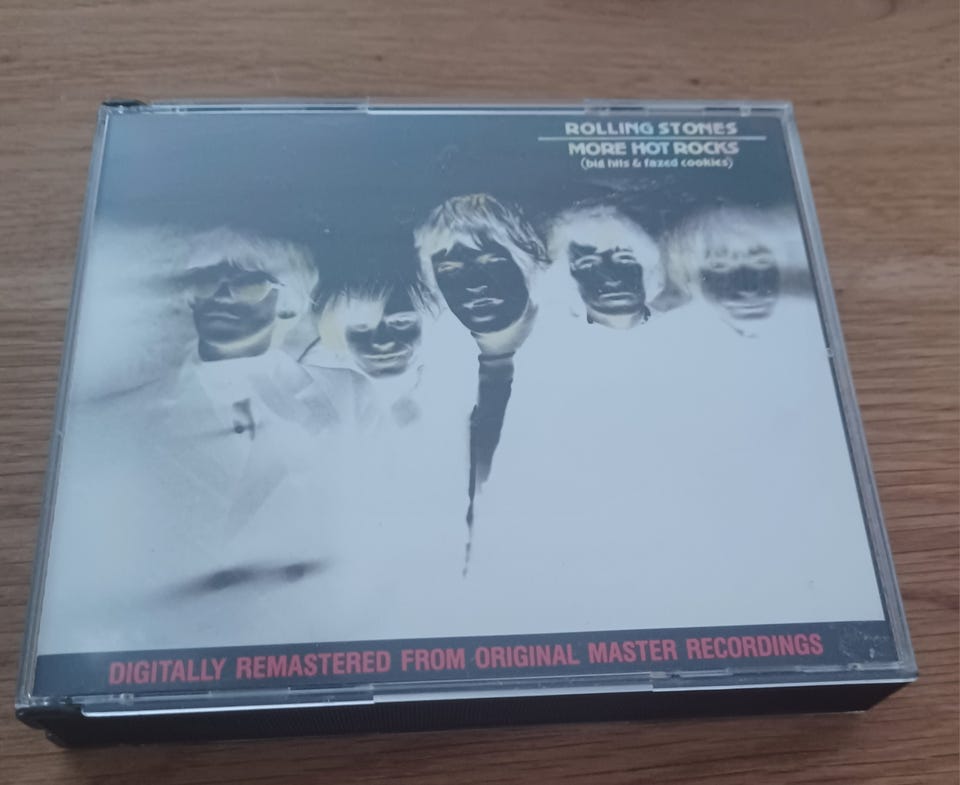 ROLLING STONES
MORE HOT ROCKS
(big hits & fazed cookies)
DIGITALLY REMASTERED FROM ORIGINAL MASTER RECORDINGS